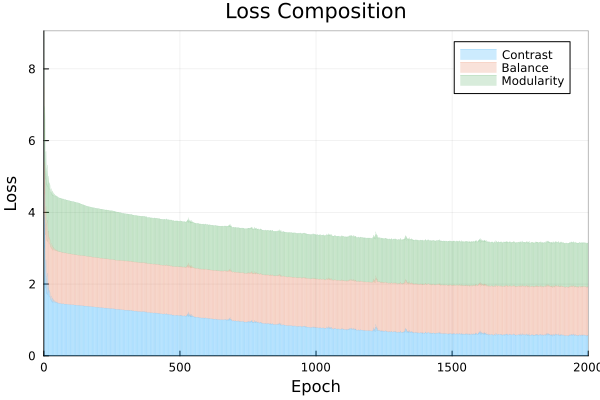 Loss Composition
8
6
4
2
0
Loss
Contrast
Balance
Modularity
0 500 1000 1500 2000
Epoch